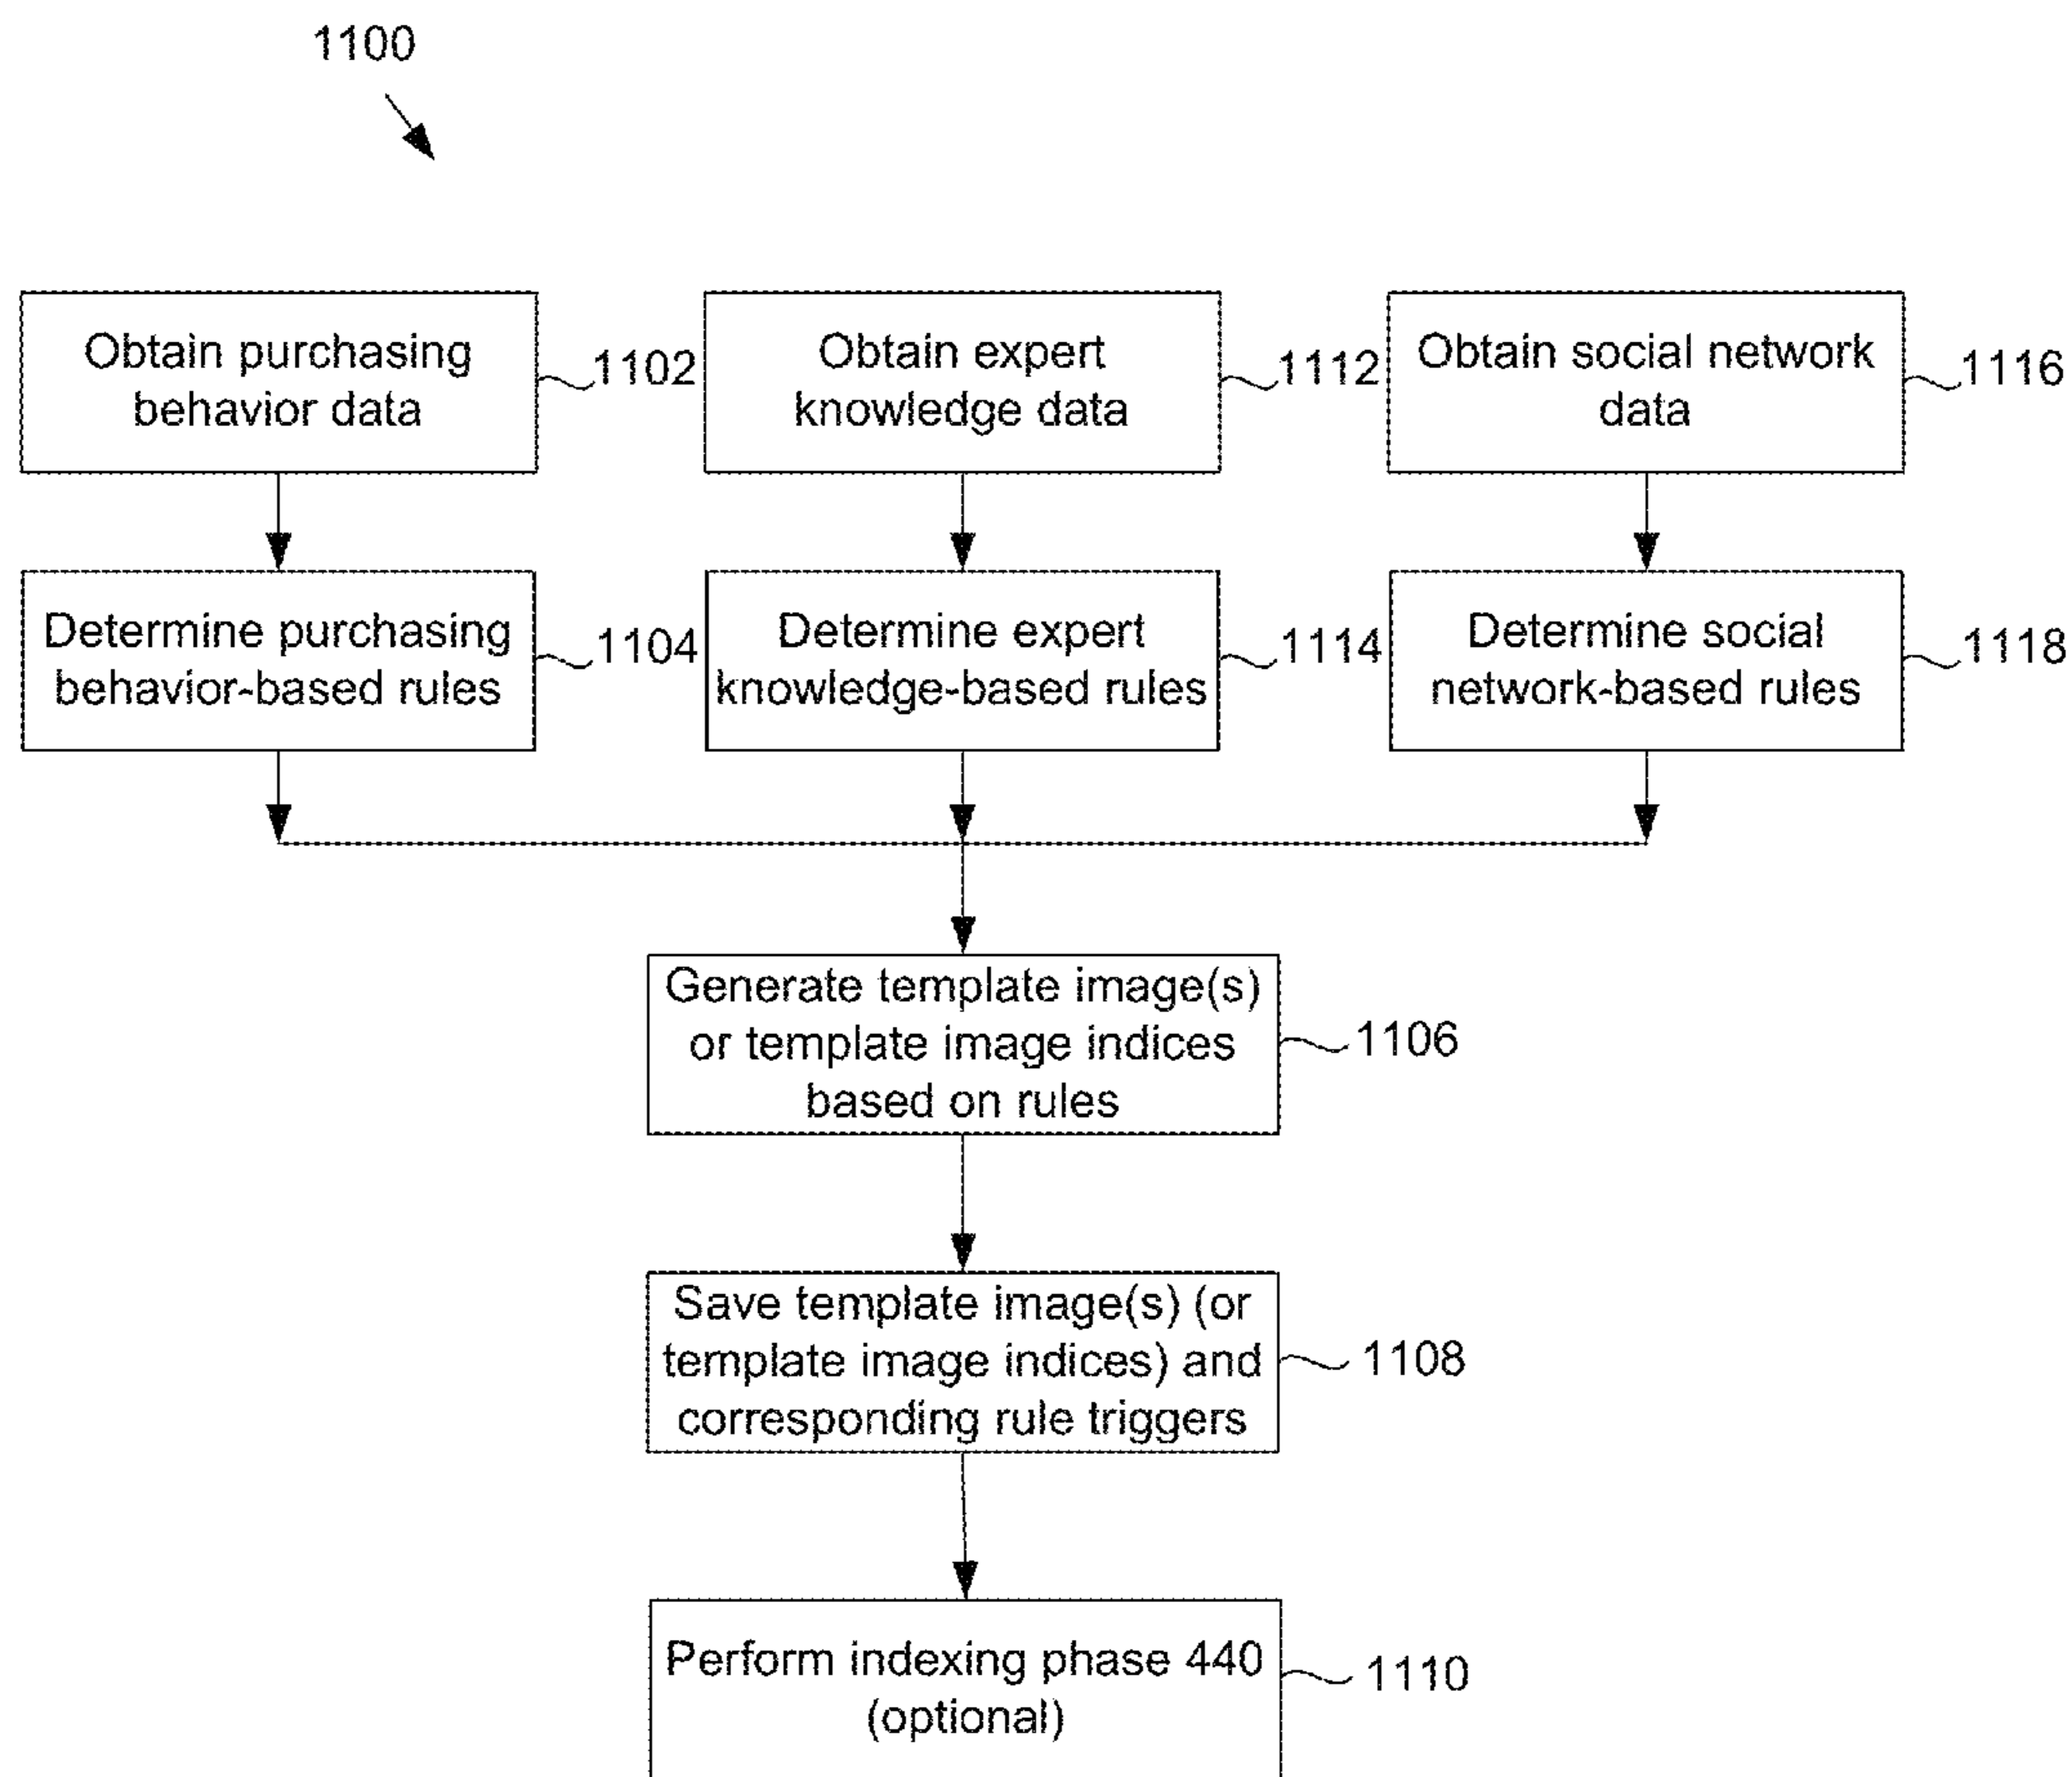 1100
Obtain purchasing
behavior data
1102
Obtain expert
knowledge data
1112
Obtain social network
data
1116
Determine purchasing
behavior-based rules
1104
Determine expert
knowledge-based rules
1114
Determine social
network-based rules
1118
Generate template image(s)
or template image indices
based on rules
1106
Save template image(s) (or
template image indices) and
corresponding rule triggers
1108
Perform indexing phase 440
(optional)
1110